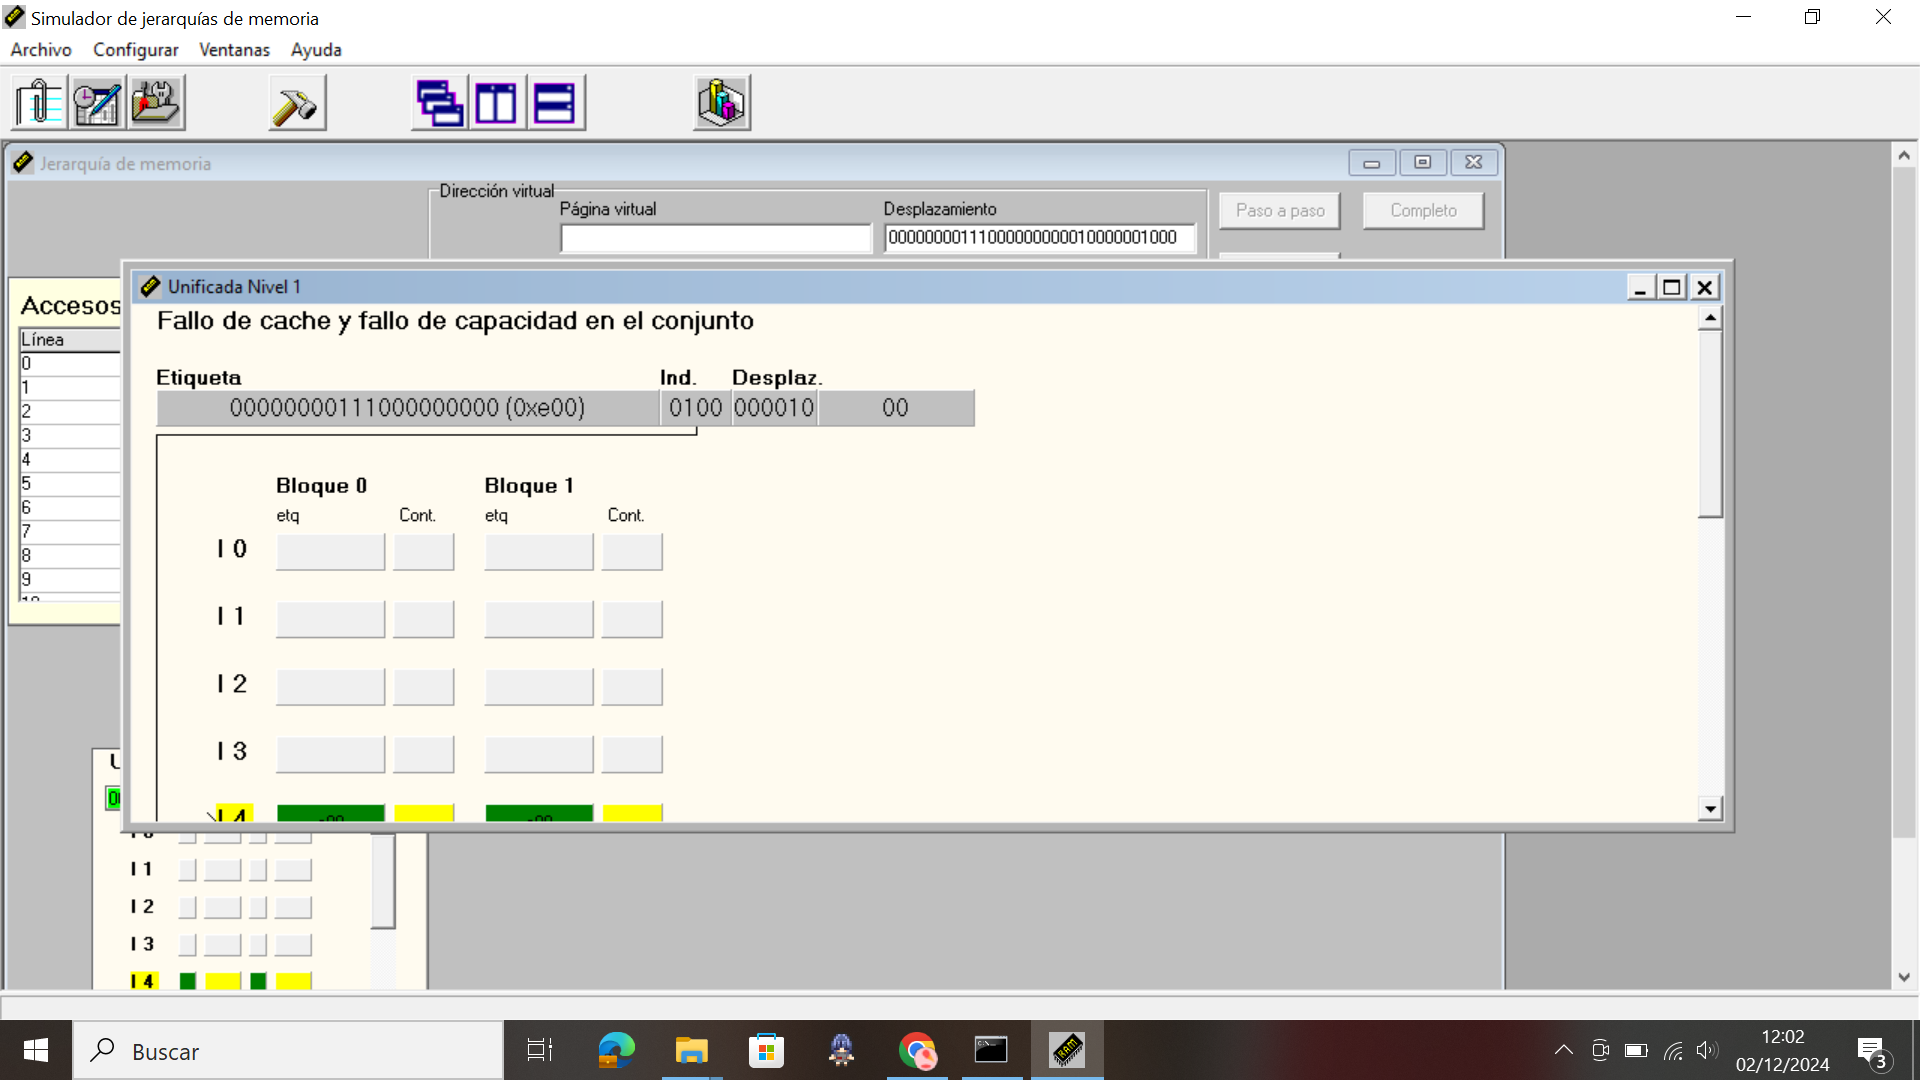 Simulador de jerarquías de memoria
Archivo Configurar Ventanas Ayuda
Jerarquía de memoria
Dirección virtual
Página virtual Desplazamiento
00000000111000000000010000001000
Paso a paso Completo
Accesos
Línea
0
1
2
3
4
5
6
7
8
9
Unificada Nivel 1
Fallo de cache y fallo de capacidad en el conjunto
Etiqueta Ind. Desplaz.
00000000111000000000 (0xe00) 0100 000010 00
Bloque 0 Bloque 1
etq Cont. etq Cont.
I 0
I 1
I 2
I 3
I 4
I 1
I 2
I 3
I 4
Buscar
RAM
12:02
02/12/2024
3